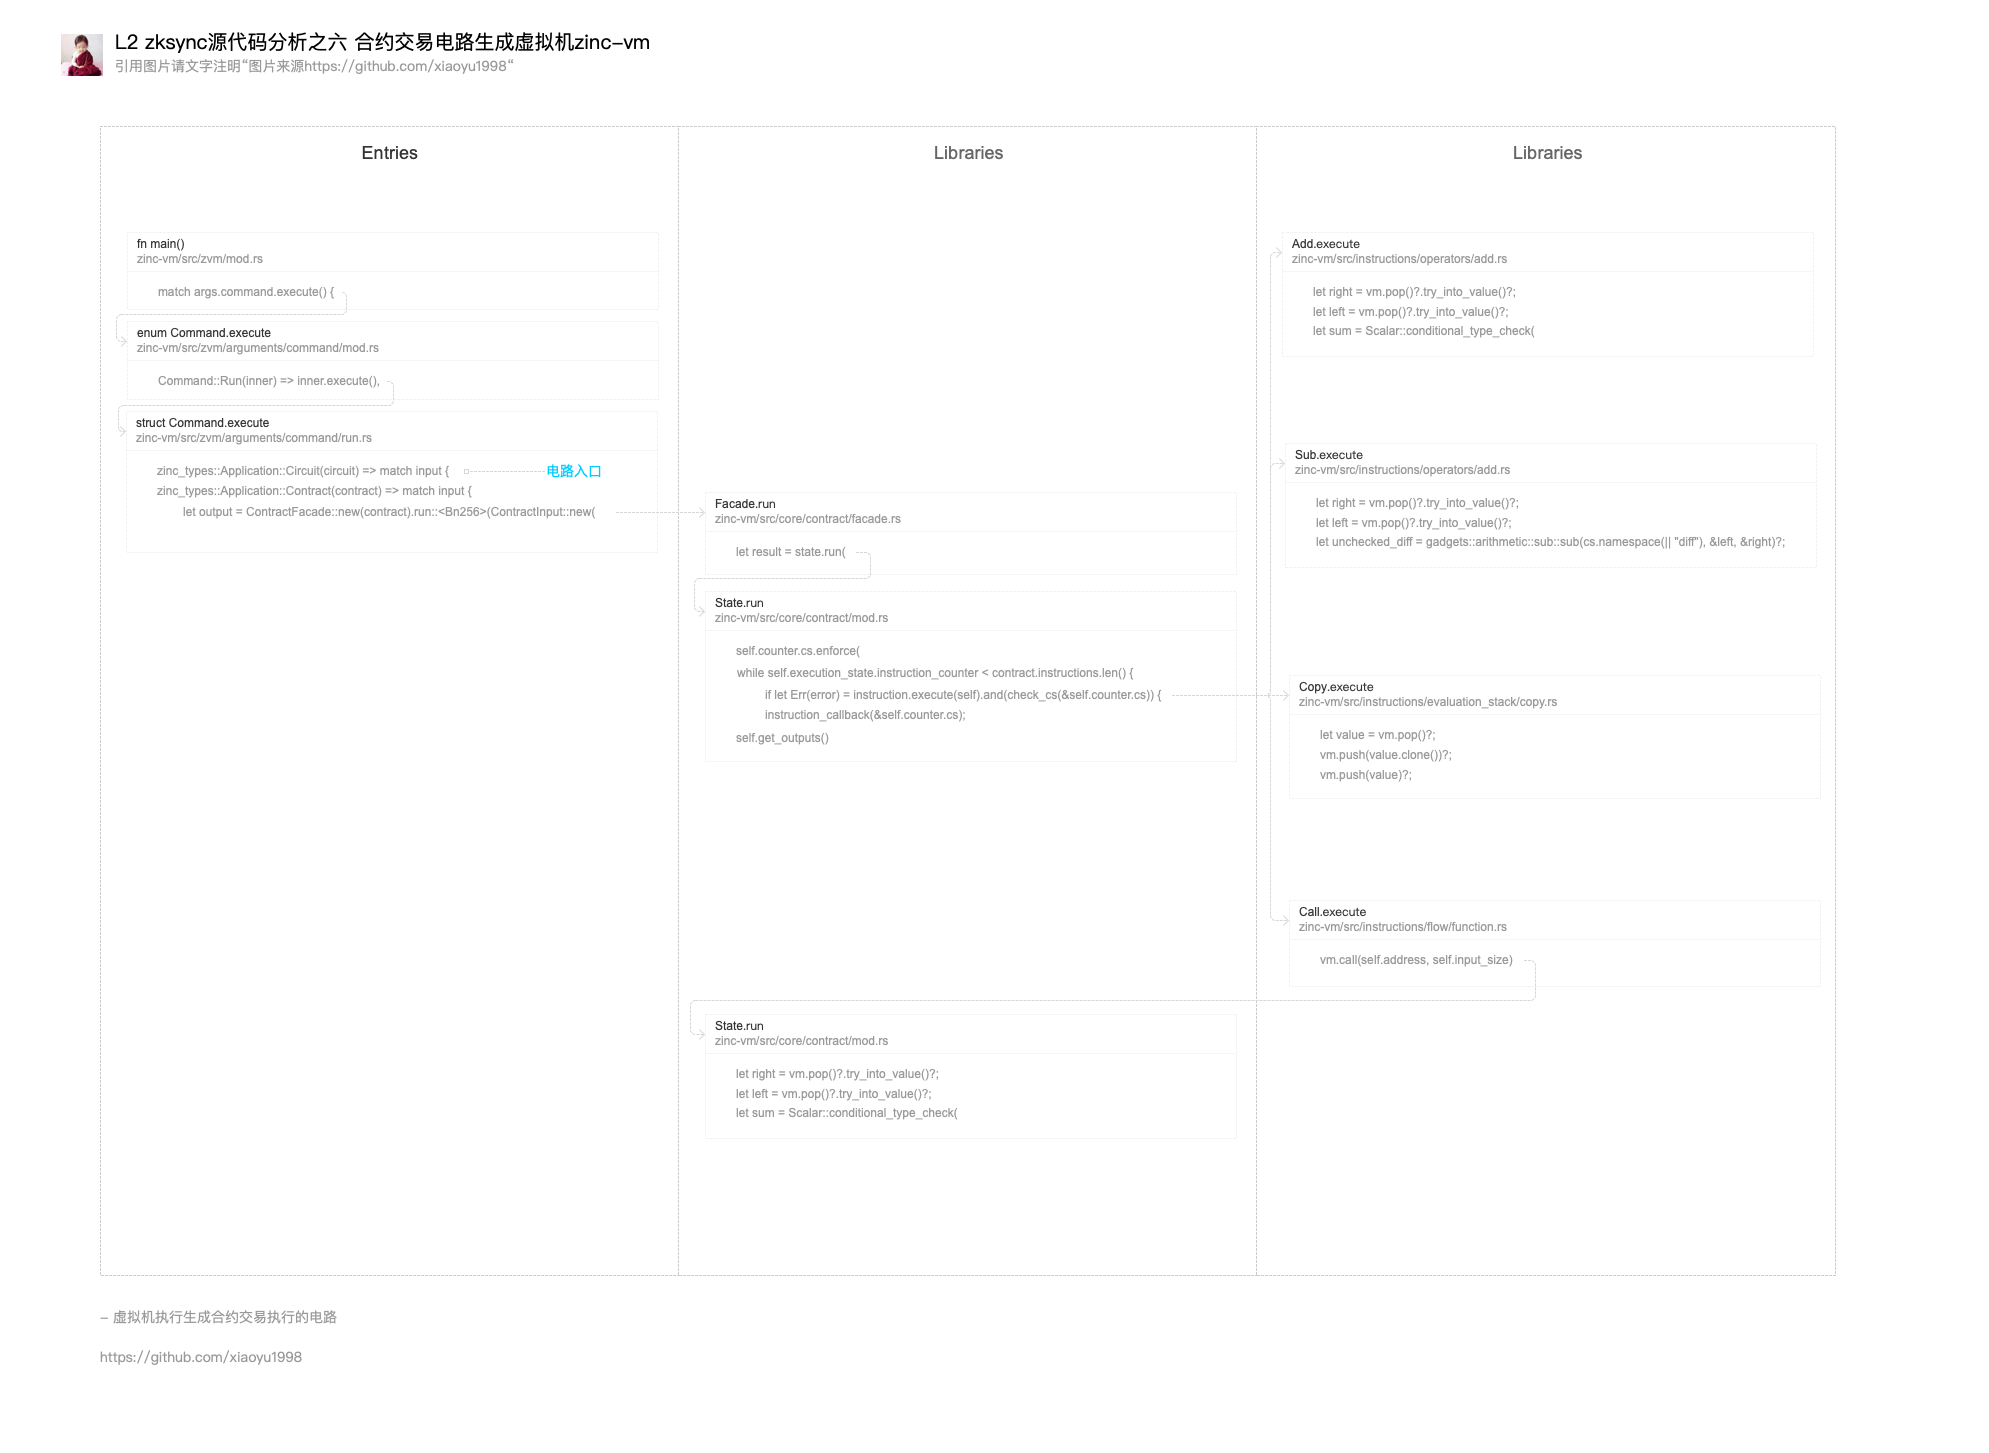 L2 zksync源代码分析之六 合约交易电路生成虚拟机zinc-vm
引用图片请文字注明“图片来源https://github.com/xiaoyu1998“
Entries
fn main()
zinc-vm/src/zvm/mod.rs
match args.command.execute() {
enum Command.execute
zinc-vm/src/zvm/arguments/command/mod.rs
Command::Run(inner) => inner.execute(),
struct Command.execute
zinc-vm/src/zvm/arguments/command/run.rs
zinc_types::Application::Circuit(circuit) => match input {
电路入口
zinc_types::Application::Contract(contract) => match input {
let output = ContractFacade::new(contract).run::<Bn256>(ContractInput::new(
Libraries
Facade.run
zinc-vm/src/core/contract/facade.rs
let result = state.run(
State.run
zinc-vm/src/core/contract/mod.rs
self.counter.cs.enforce(
while self.execution_state.instruction_counter < contract.instructions.len() {
if let Err(error) = instruction.execute(self).and(check_cs(&self.counter.cs)) {
instruction_callback(&self.counter.cs);
self.get_outputs()
State.run
zinc-vm/src/core/contract/mod.rs
let right = vm.pop()?.try_into_value()?;
let left = vm.pop()?.try_into_value()?;
let sum = Scalar::conditional_type_check(
Libraries
Add.execute
zinc-vm/src/instructions/operators/add.rs
let right = vm.pop()?.try_into_value()?;
let left = vm.pop()?.try_into_value()?;
let sum = Scalar::conditional_type_check(
Sub.execute
zinc-vm/src/instructions/operators/add.rs
let right = vm.pop()?.try_into_value()?;
let left = vm.pop()?.try_into_value()?;
let unchecked_diff = gadgets::arithmetic::sub::sub(cs.namespace(|| "diff"), &left, &right)?;
Copy.execute
zinc-vm/src/instructions/evaluation_stack/copy.rs
let value = vm.pop()?;
vm.push(value.clone())?;
vm.push(value)?;
Call.execute
zinc-vm/src/instructions/flow/function.rs
vm.call(self.address, self.input_size)
– 虚拟机执行生成合约交易执行的电路
https://github.com/xiaoyu1998